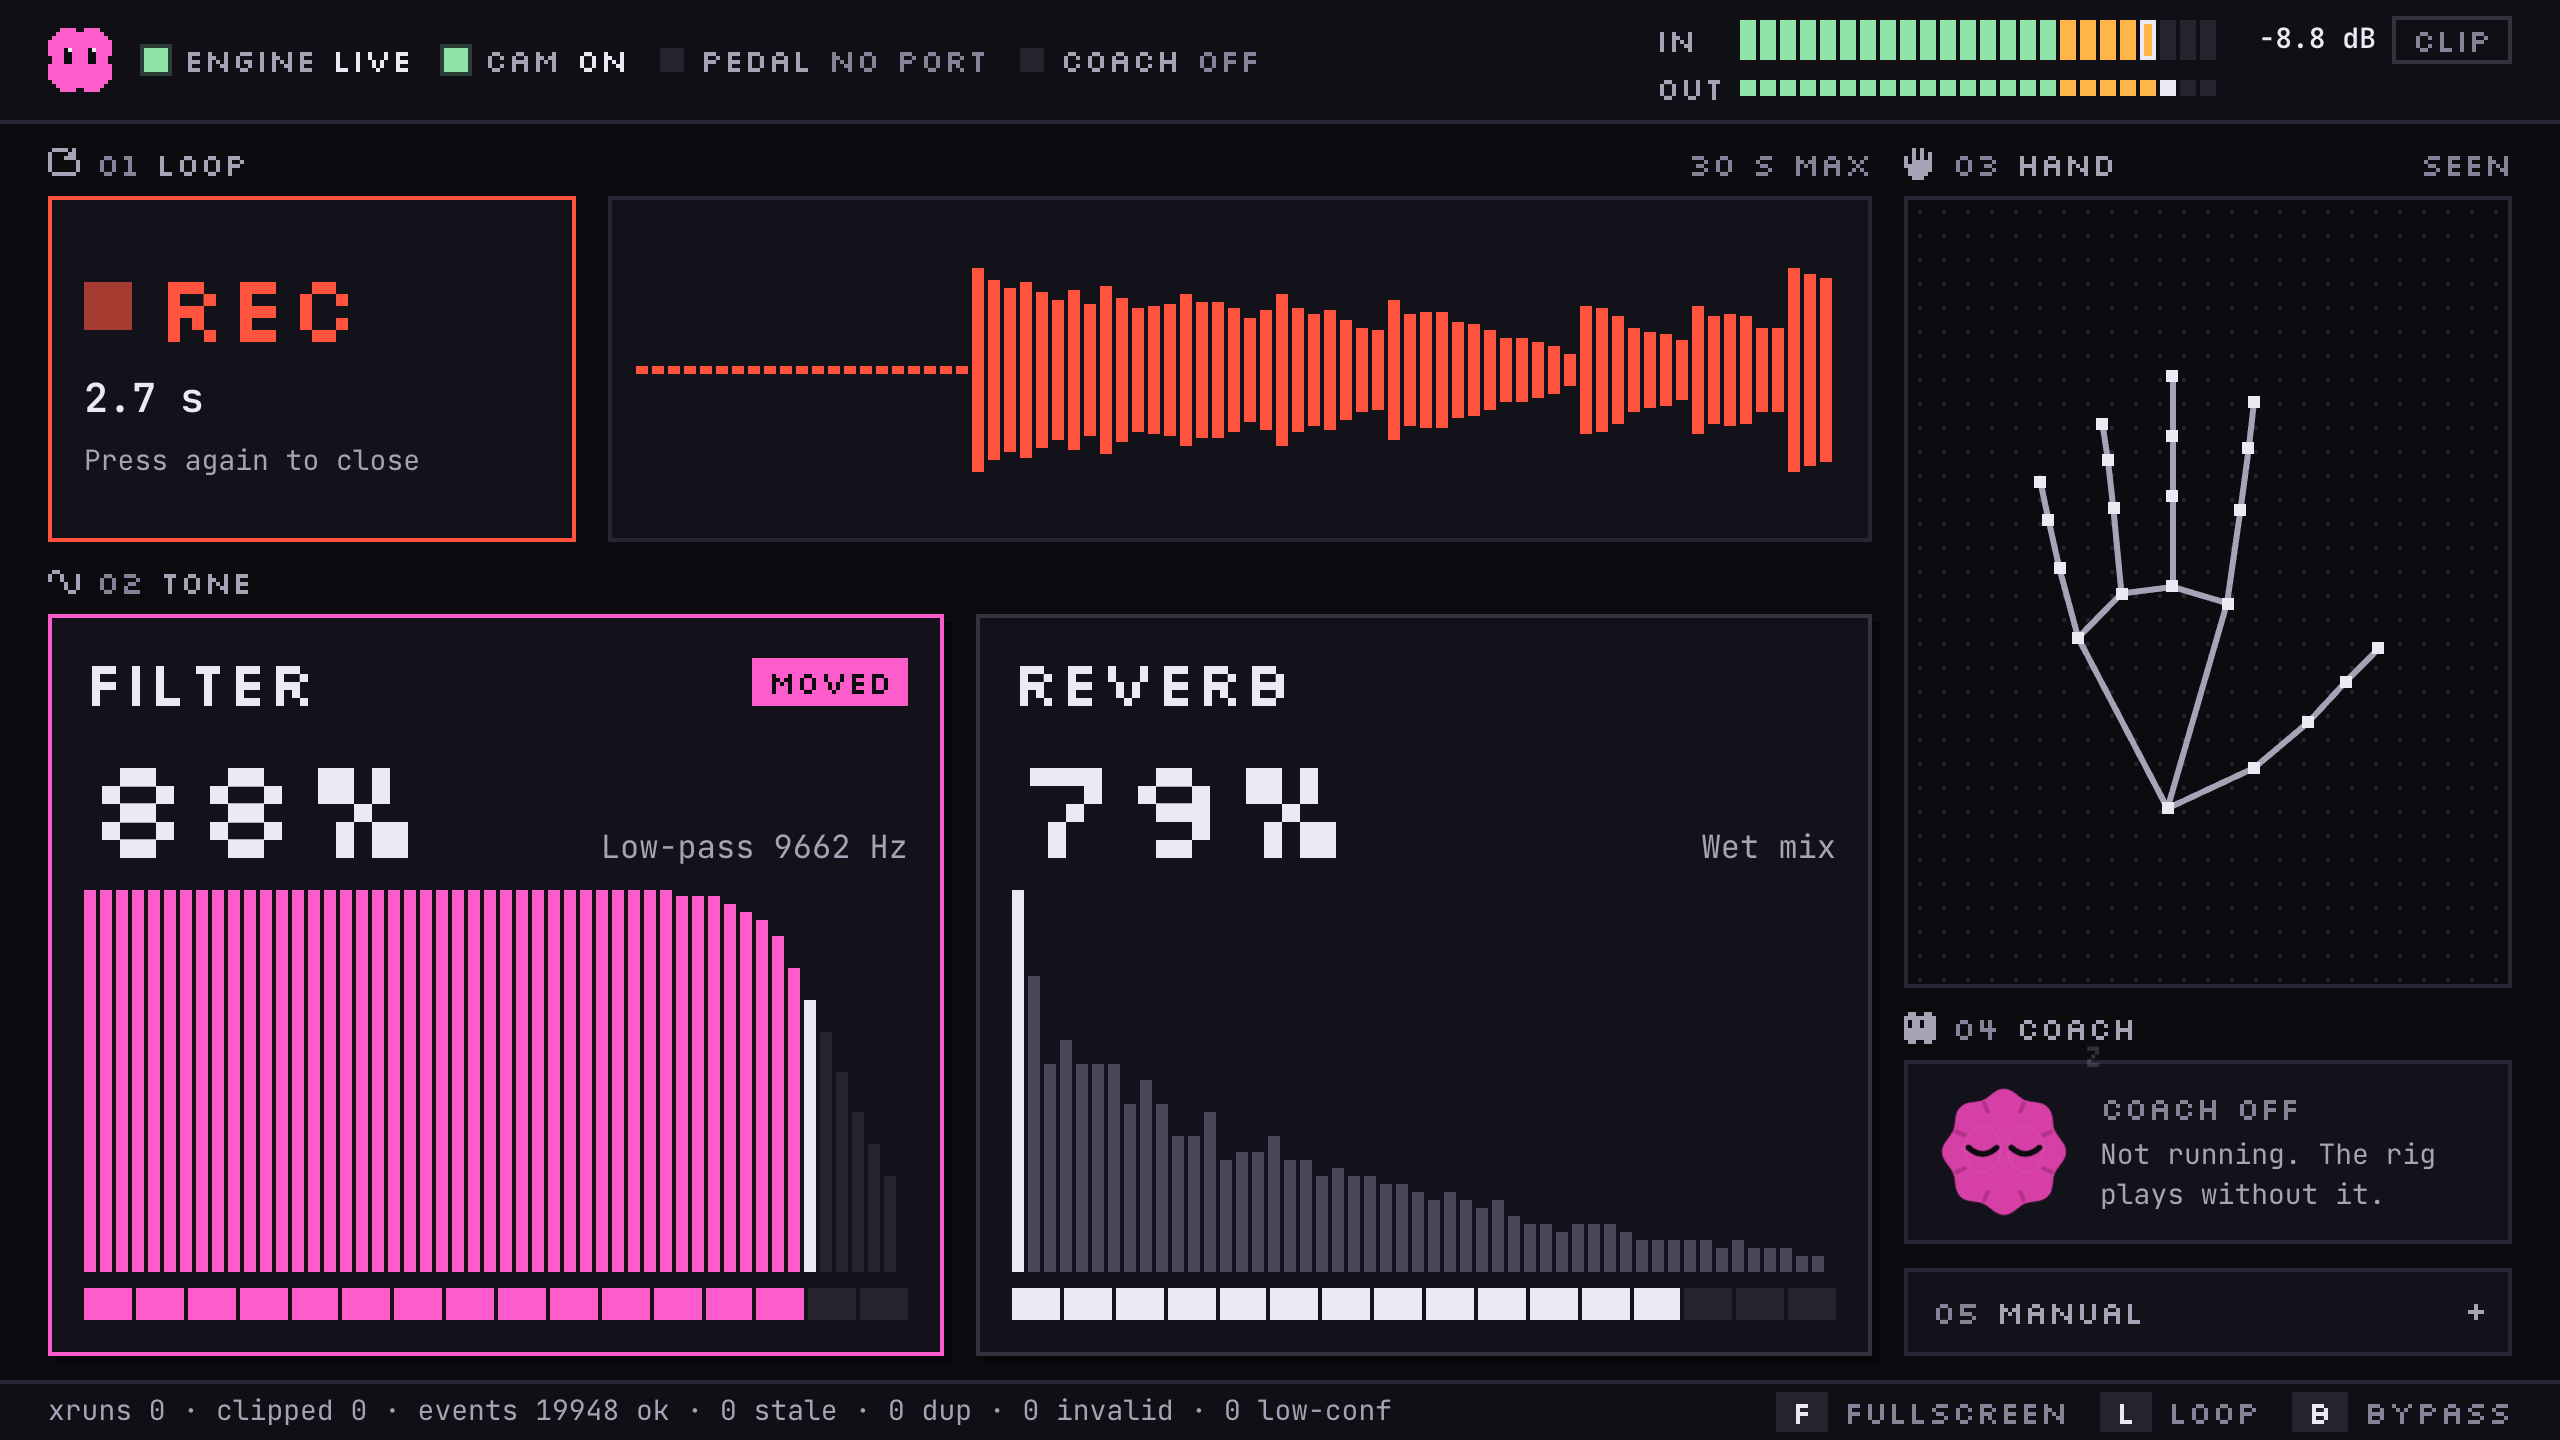 ENGINE LIVE CAM ON PEDAL NO PORT COACH OFF
IN -8.8 dB CLIP
OUT
01 LOOP 30 S MAX
REC
2.7 s
Press again to close
02 TONE
FILTER MOVED
88% Low-pass 9662 Hz
REVERB
79% Wet mix
03 HAND SEEN
04 COACH
z
COACH OFF
Not running. The rig
plays without it.
05 MANUAL +
xruns 0 · clipped 0 · events 19948 ok · 0 stale · 0 dup · 0 invalid · 0 low-conf
F FULLSCREEN L LOOP B BYPASS